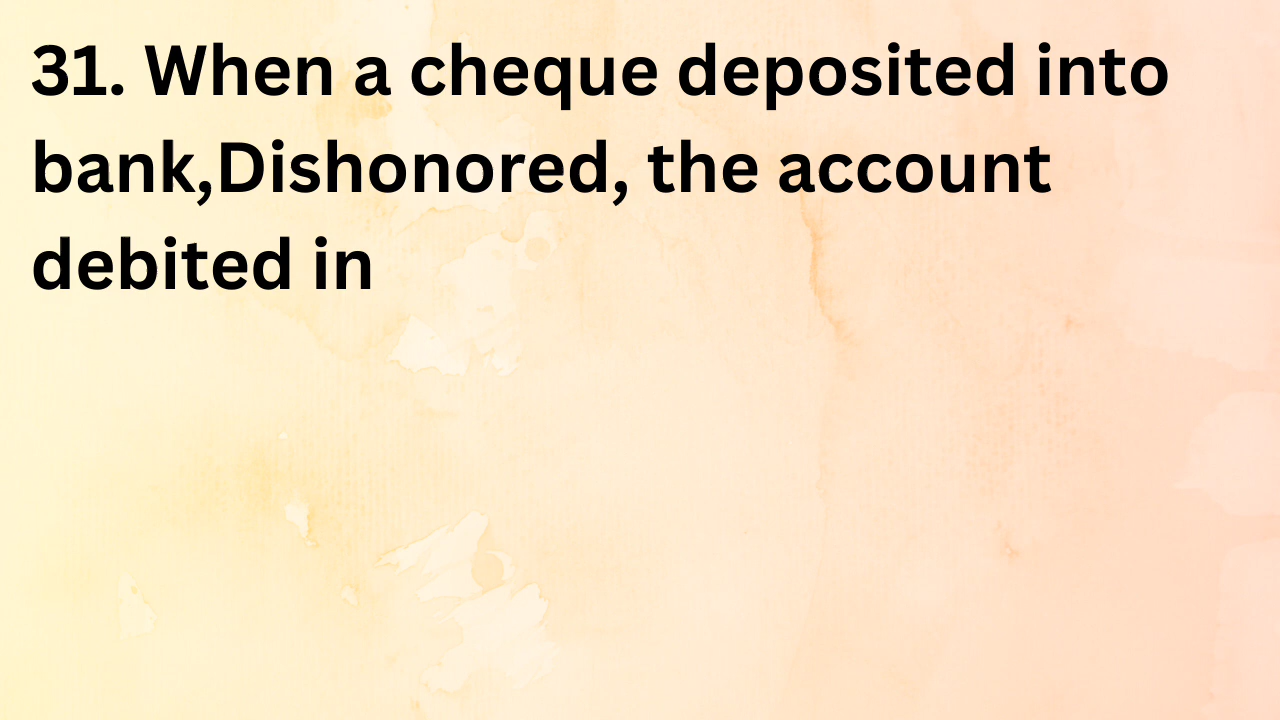 31. When a cheque deposited into
bank,Dishonored, the account
debited in